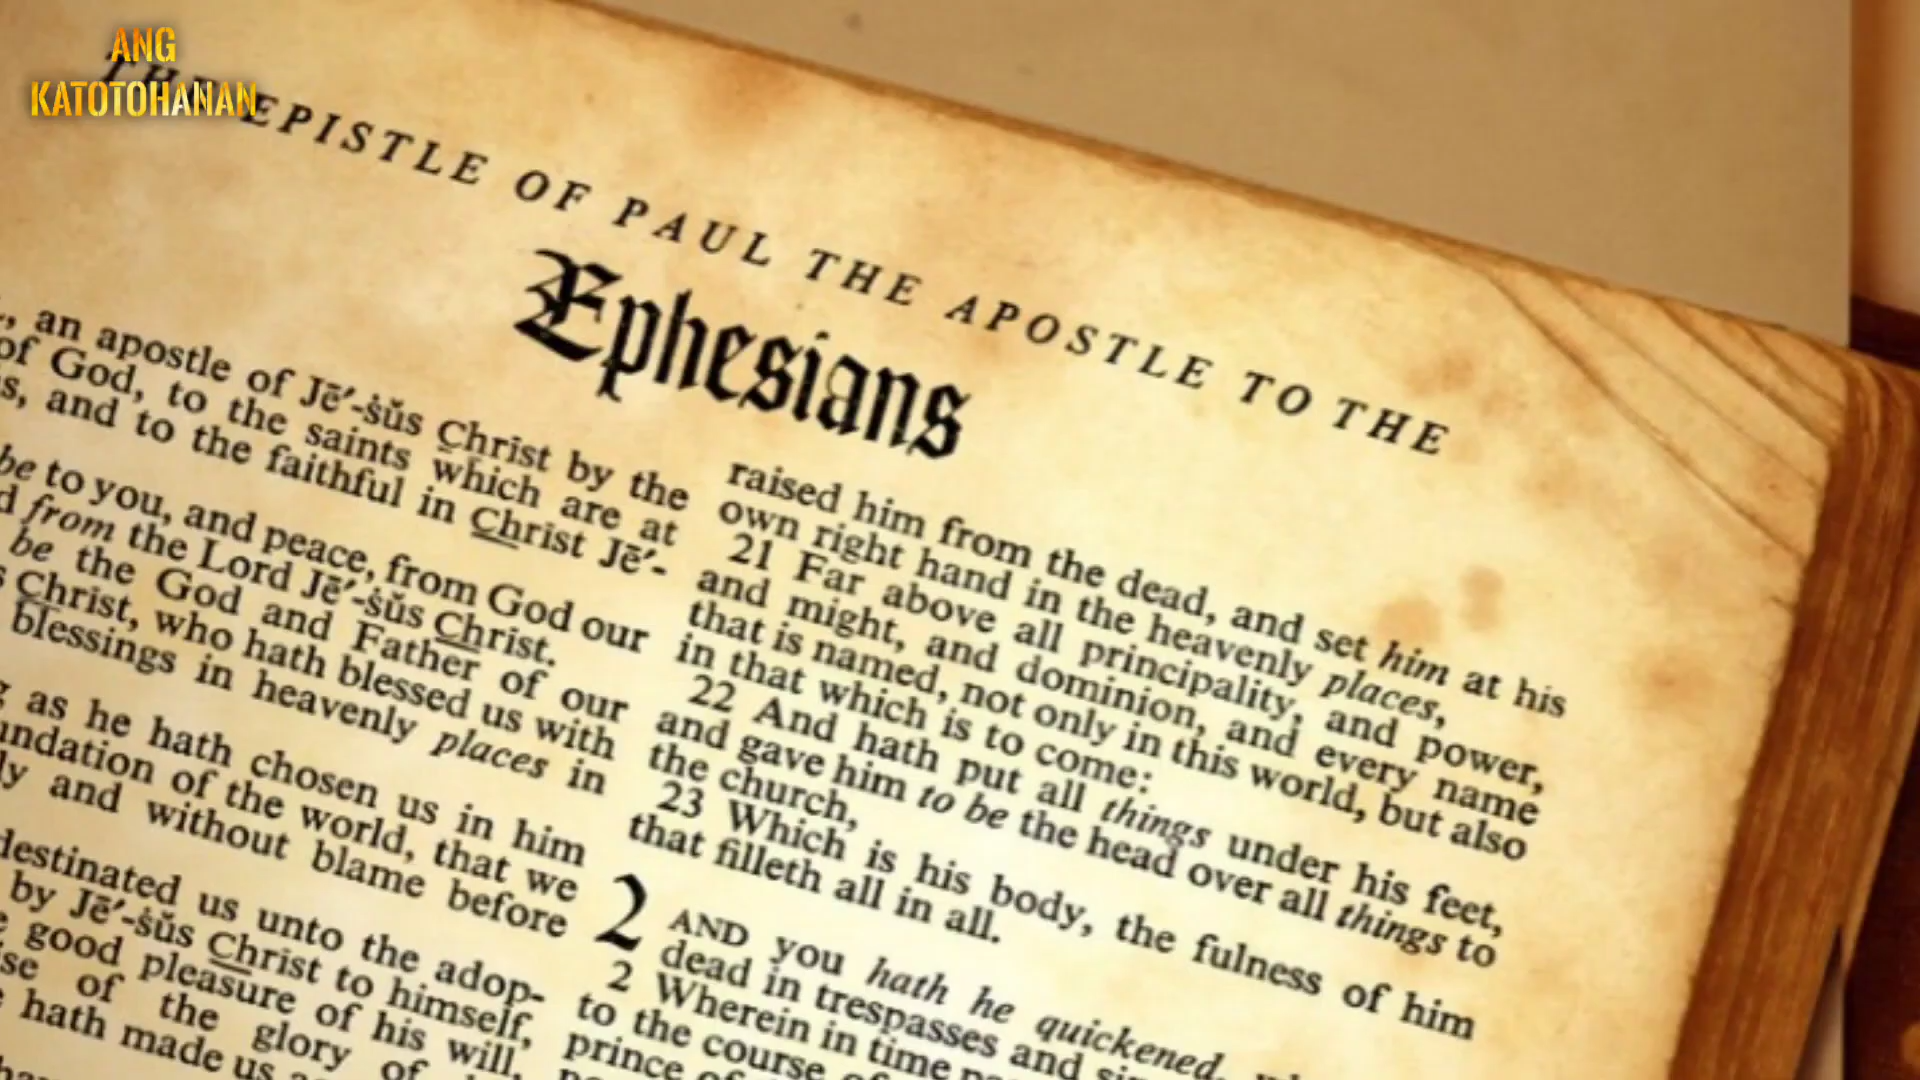 ANG
KATOTOHANAN
THE EPISTLE OF PAUL THE APOSTLE TO THE
Ephesians
, an apostle of Jē′-ṡŭs Christ by the
of God, to the saints which are at
s, and to the faithful in Christ Jē′-
be to you, and peace, from God our
from the Lord Jē′-ṡŭs Christ.
be the God and Father of our
Christ, who hath blessed us with
blessings in heavenly places in
as he hath chosen us in him
undation of the world, that we
ly and without blame before
destinated us unto the adop-
by Jē′-ṡŭs Christ to himself,
good pleasure of his will,
of the glory of
hath made us
raised him from the dead, and set him at his
own right hand in the heavenly places,
21 Far above all principality, and power,
and might, and dominion, and every name
that is named, not only in this world, but also
in that which is to come:
22 And hath put all things under his feet,
and gave him to be the head over all things to
the church,
23 Which is his body, the fulness of him
that filleth all in all.
2 AND you hath he quickened,
dead in trespasses and
2 Wherein in time
to the course
prince